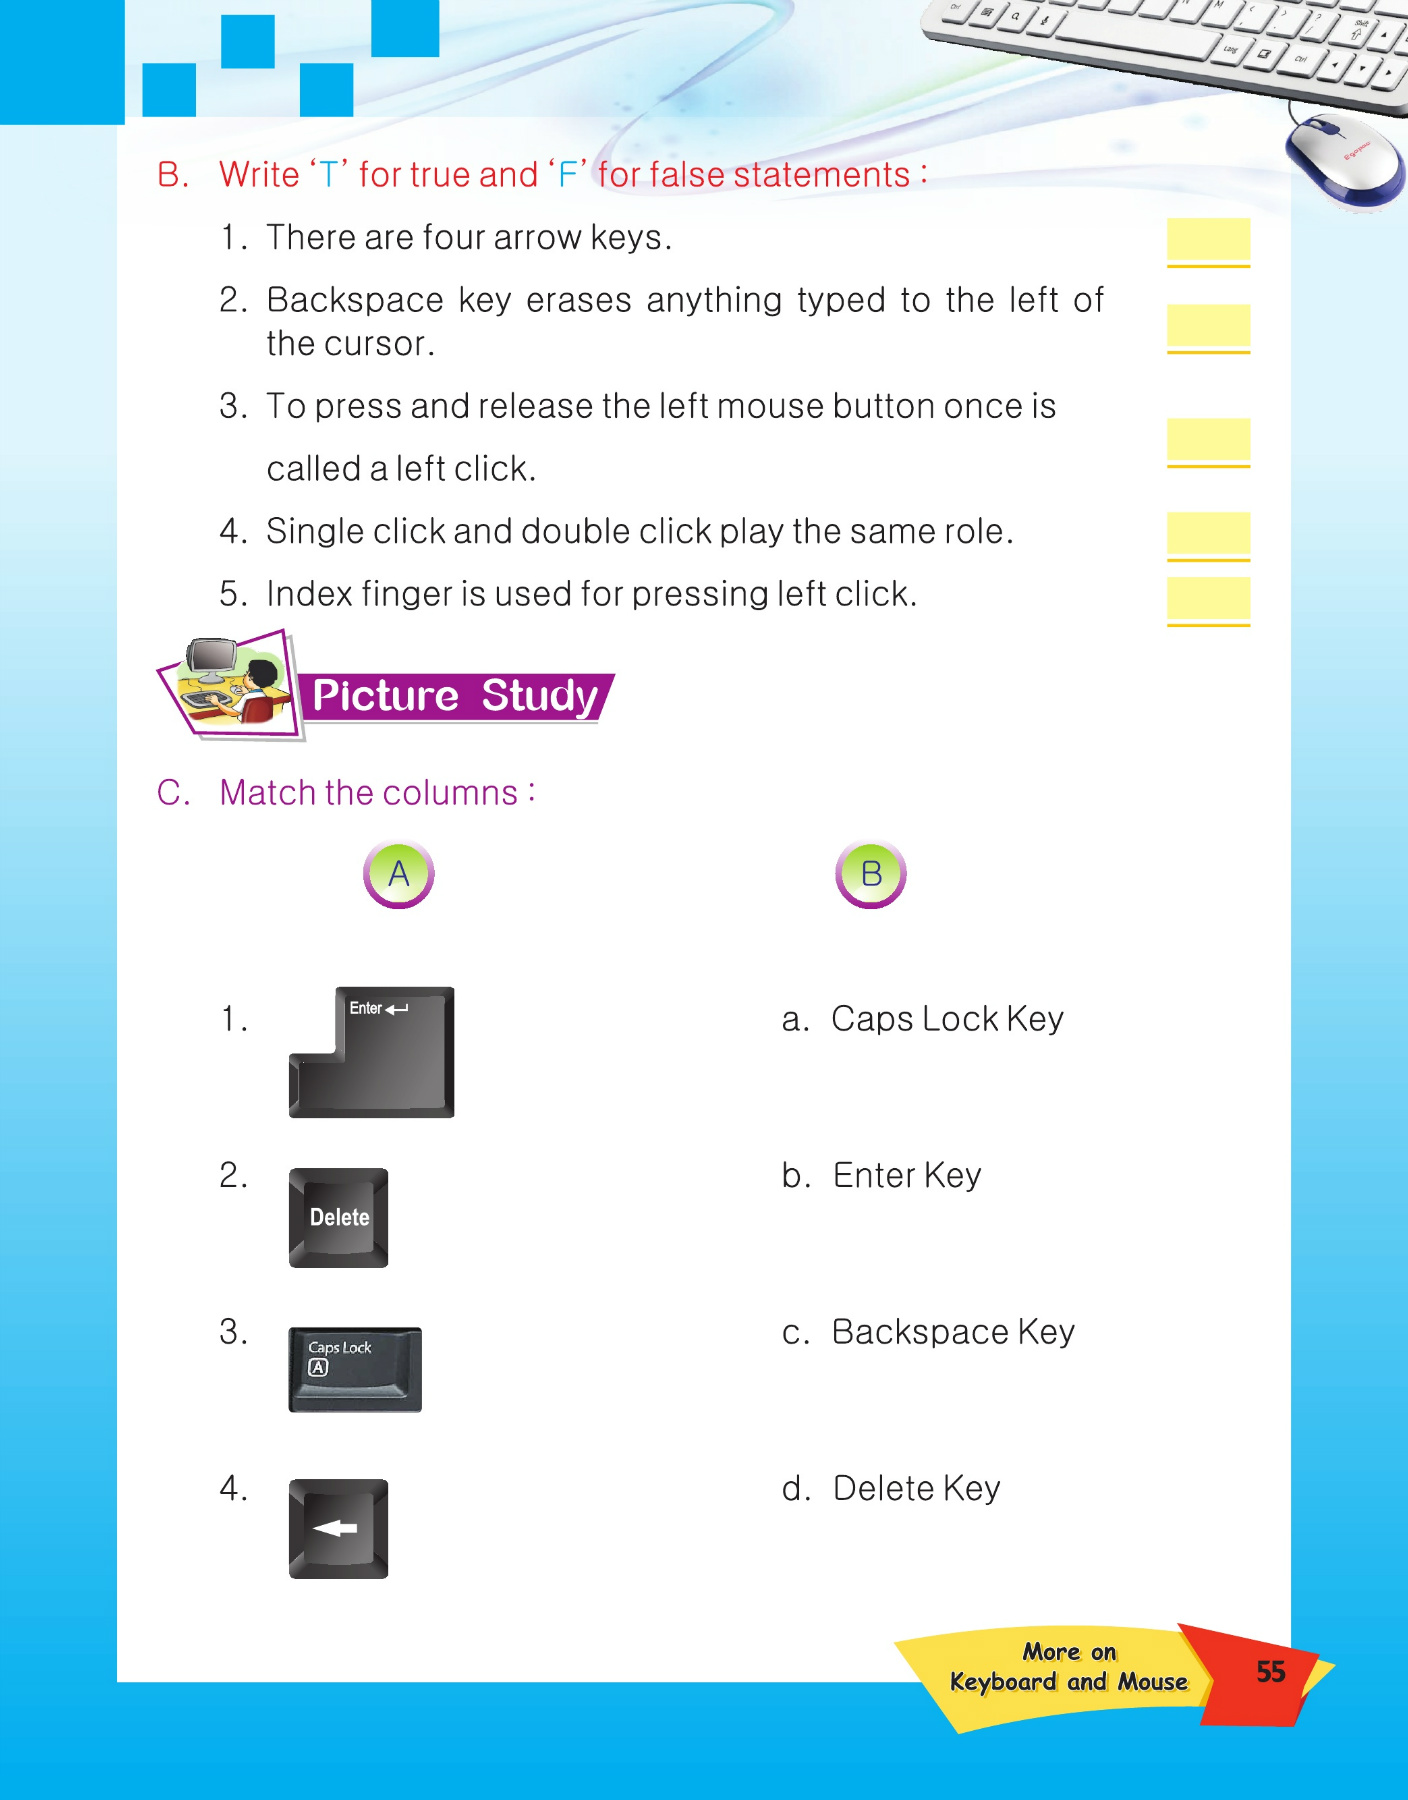 B. Write ‘T’ for true and ‘F’ for false statements :
1. There are four arrow keys.
2. Backspace key erases anything typed to the left of
the cursor.
3. To press and release the left mouse button once is
called a left click.
4. Single click and double click play the same role.
5. Index finger is used for pressing left click.
Picture Study
C. Match the columns :
A B
1. Enter a. Caps Lock Key
2. Delete b. Enter Key
3. Caps Lock A c. Backspace Key
4. d. Delete Key
More on
Keyboard and Mouse
55